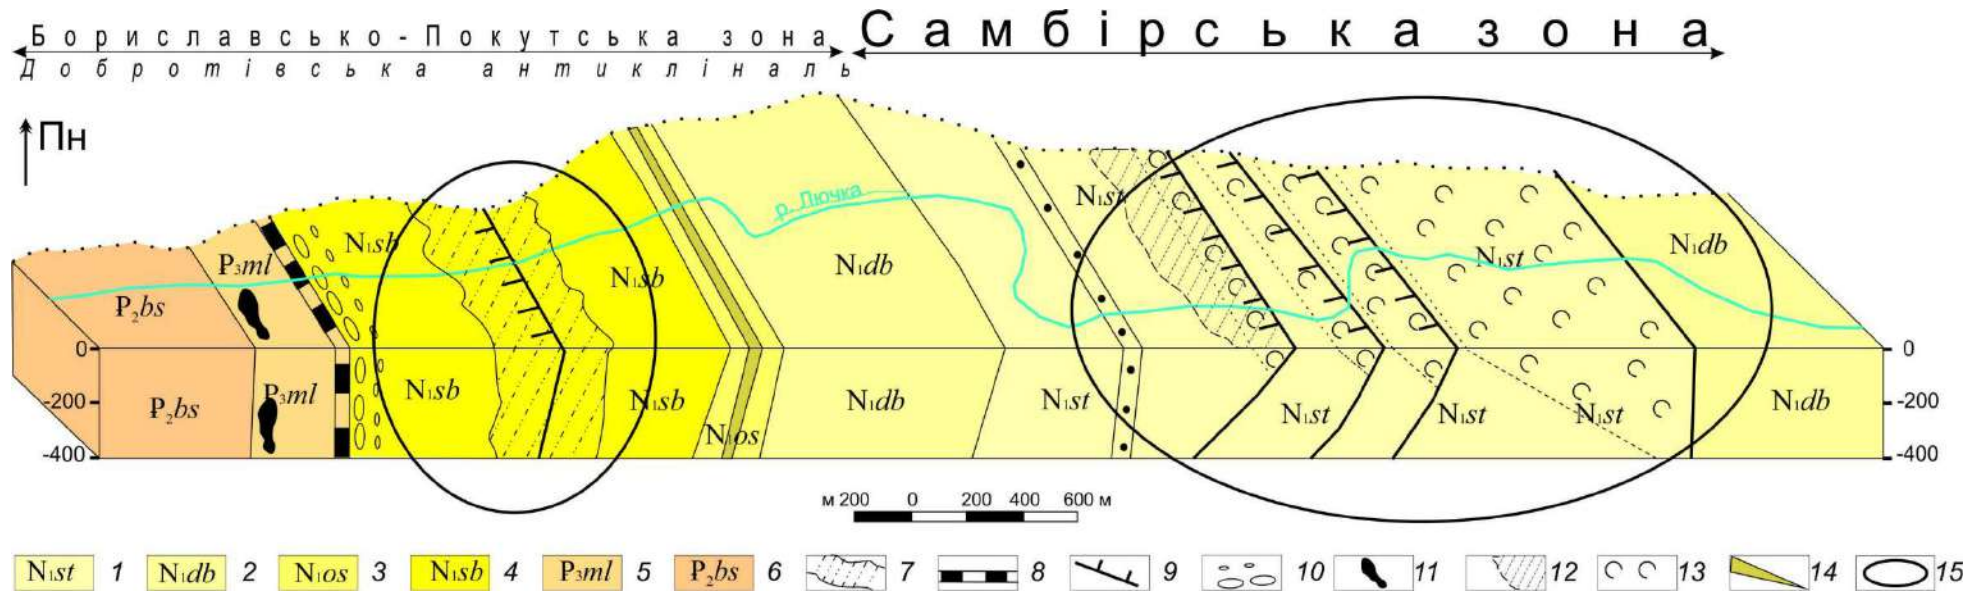 Бориславсько-Покутська зона Самбірська зона
Добротівська антикліналь
Пн
N₁st
р. Лючка
N₁sb
P₃ml
N₁st
N₁db
N₁sb
N₁db
P₂bs
0 0
N₁sb
P₃ml
-200 P₂bs N₁sb N₁db N₁st N₁st N₁st N₁st N₁db -200
N₁os
-400 -400
м 200 0 200 400 600 м
N₁st 1 N₁db 2 N₁os 3 N₁sb 4 P₃ml 5 P₂bs 6 7 8 9 10 11 12 13 14 15